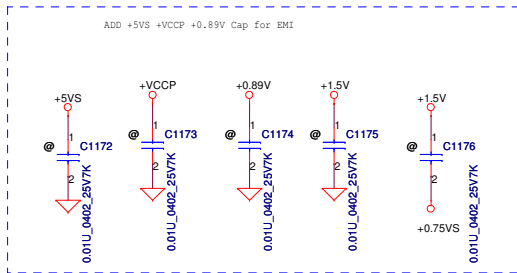 ADD +5VS +VCCP +0.89V Cap for EMI
+5VS
1
@
C1172
2
0.01U_0402_25V7K
+VCCP
1
@
C1173
2
0.01U_0402_25V7K
+0.89V
1
@
C1174
2
0.01U_0402_25V7K
+1.5V
1
@
C1175
2
0.01U_0402_25V7K
+1.5V
1
@
C1176
2
0.01U_0402_25V7K
+0.75VS